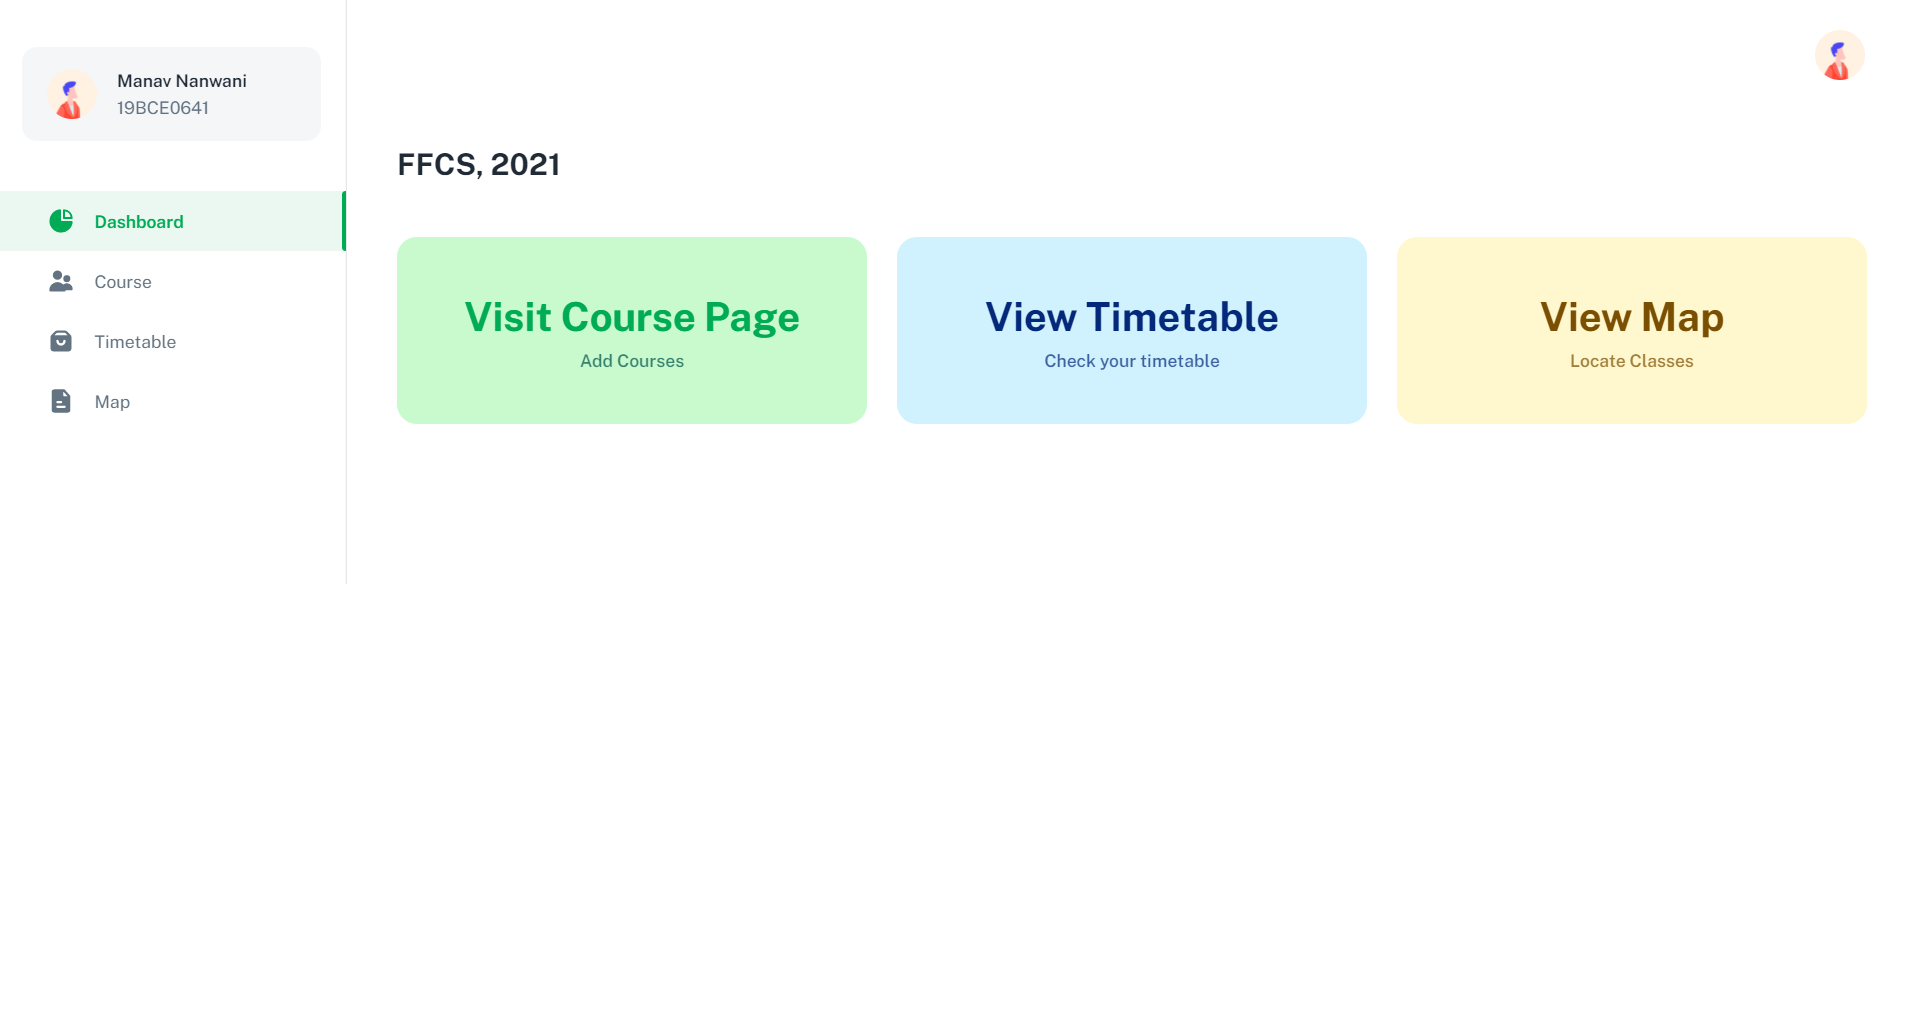 Manav Nanwani
19BCE0641
Dashboard
Course
Timetable
Map
FFCS, 2021
Visit Course Page
Add Courses
View Timetable
Check your timetable
View Map
Locate Classes